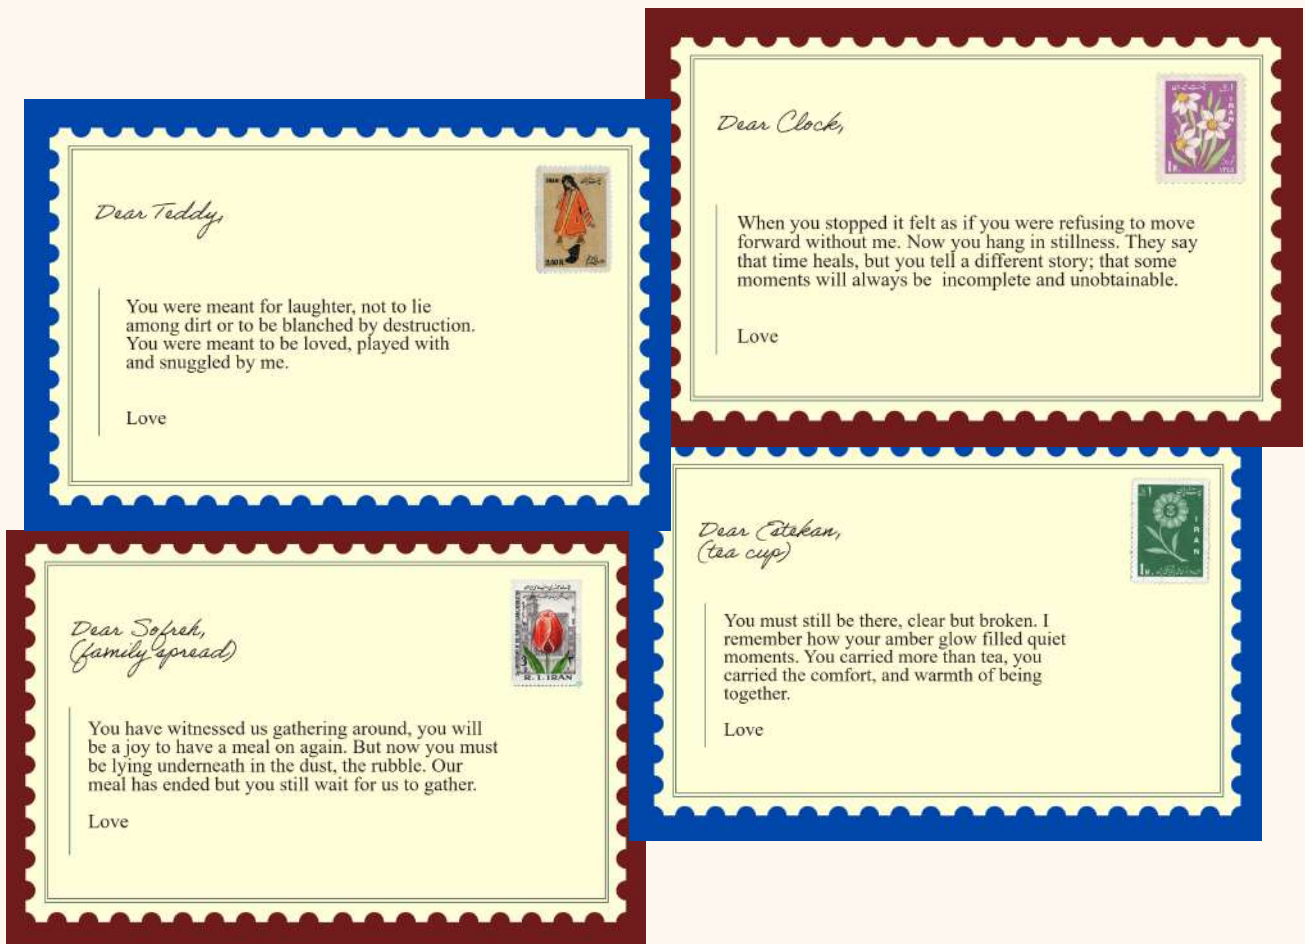 Dear Teddy,
IRAN
2.50 R.
You were meant for laughter, not to lie
among dirt or to be blanched by destruction.
You were meant to be loved, played with
and snuggled by me.
Love
Dear Clock,
IRAN
1R.
When you stopped it felt as if you were refusing to move
forward without me. Now you hang in stillness. They say
that time heals, but you tell a different story; that some
moments will always be  incomplete and unobtainable.
Love
Dear Sofreh,
(family spread)
R. I. IRAN
You have witnessed us gathering around, you will
be a joy to have a meal on again. But now you must
be lying underneath in the dust, the rubble. Our
meal has ended but you still wait for us to gather.
Love
Dear Estekan,
(tea cup)
IRAN
1R.
You must still be there, clear but broken. I
remember how your amber glow filled quiet
moments. You carried more than tea, you
carried the comfort, and warmth of being
together.
Love